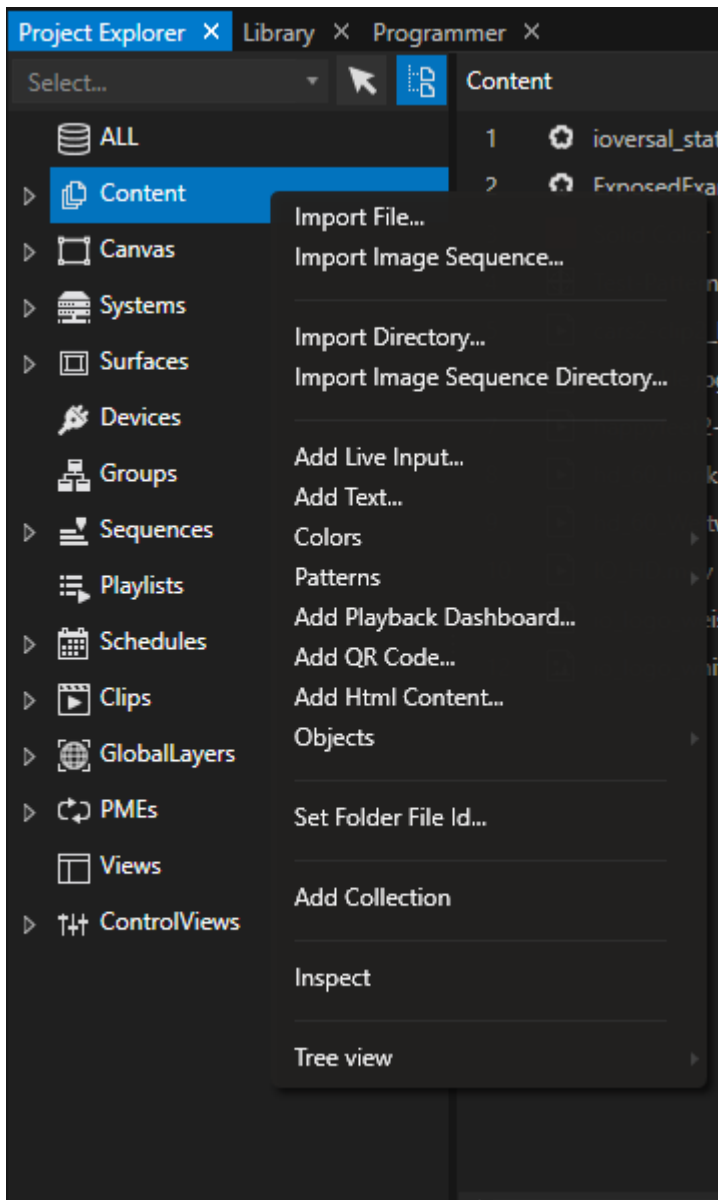 Project Explorer × Library × Programmer ×
Select...
Content
ALL
1 ioversal_stat
Content
2 ExposedExa
Canvas
Systems
Surfaces
Devices
Groups
Sequences
Playlists
Schedules
Clips
GlobalLayers
PMEs
Views
ControlViews
Import File...
Import Image Sequence...
Import Directory...
Import Image Sequence Directory...
Add Live Input...
Add Text...
Colors
Patterns
Add Playback Dashboard...
Add QR Code...
Add Html Content...
Objects
Set Folder File Id...
Add Collection
Inspect
Tree view